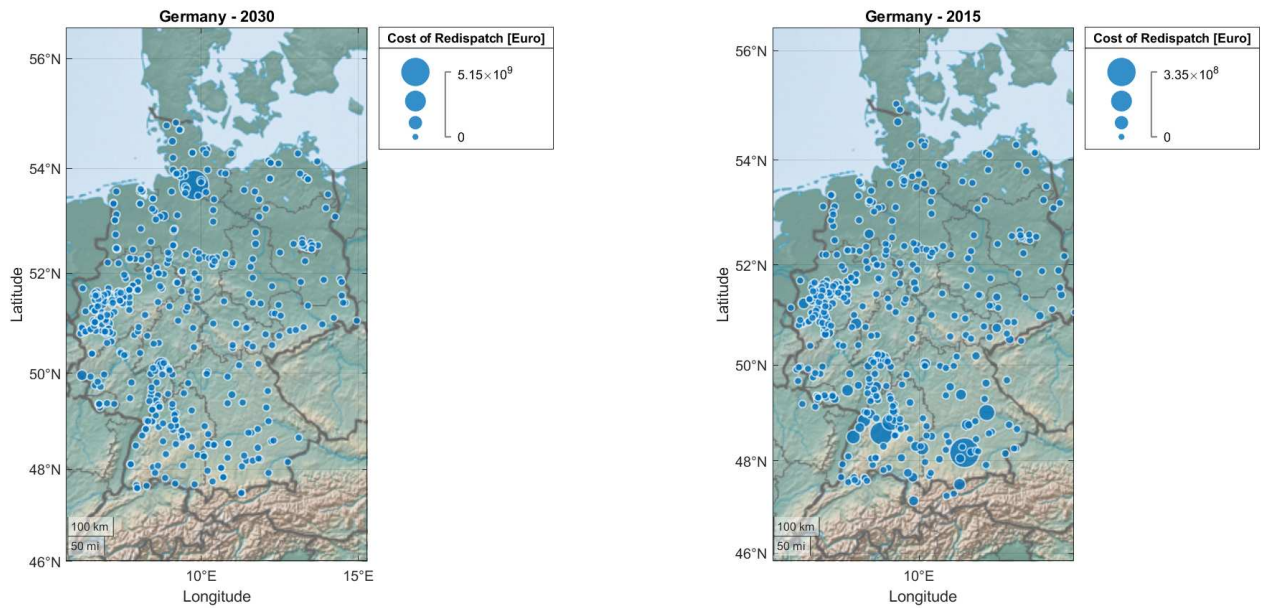 Germany - 2030
56°N
54°N
52°N
50°N
48°N
46°N
Latitude
10°E
15°E
Longitude
100 km
50 mi
Cost of Redispatch [Euro]
5.15×10⁹
0
Germany - 2015
56°N
54°N
52°N
50°N
48°N
46°N
Latitude
10°E
Longitude
100 km
50 mi
Cost of Redispatch [Euro]
3.35×10⁸
0